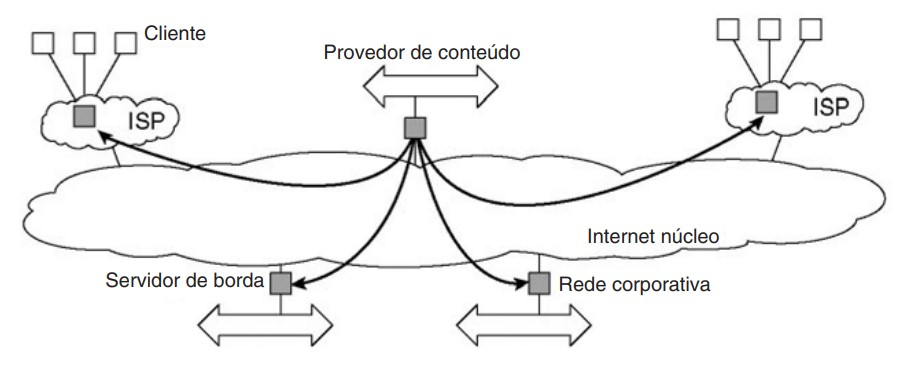 Cliente
Provedor de conteúdo
ISP
ISP
Internet núcleo
Servidor de borda
Rede corporativa